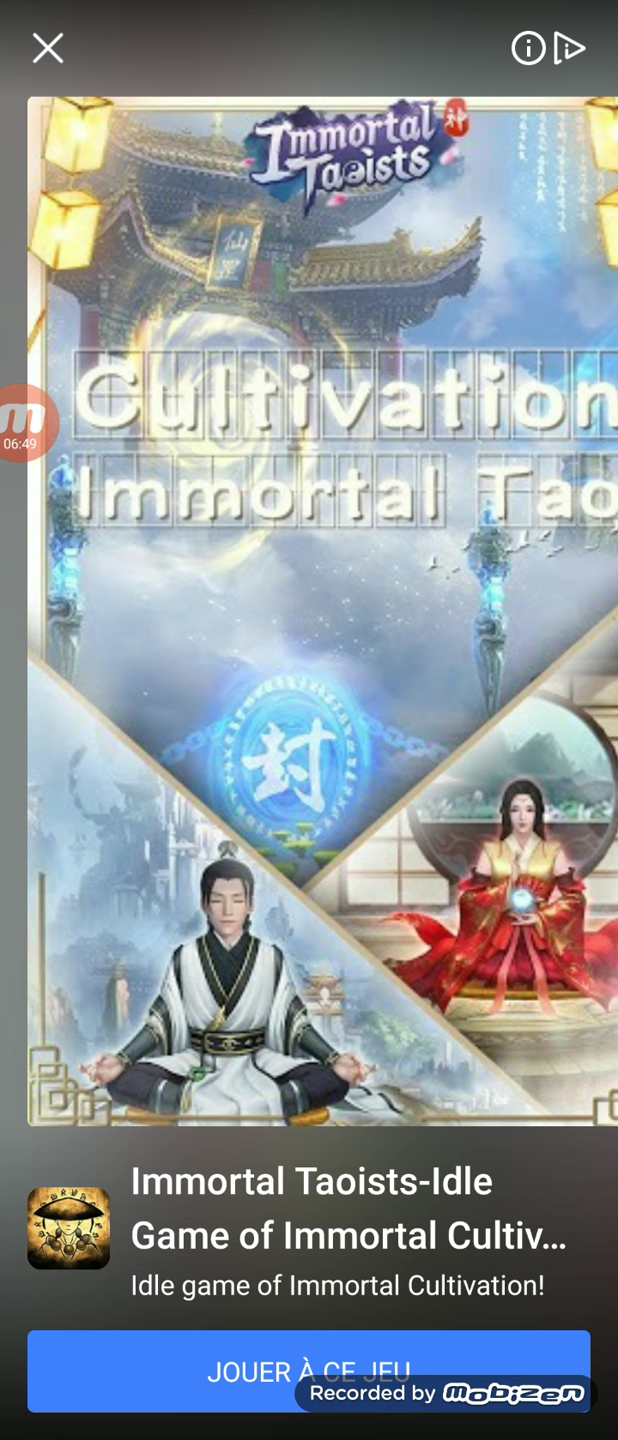 Immortal
Taoists
神
Cultivation
Immortal Tao
06:49
封
Immortal Taoists-Idle
Game of Immortal Cultiv...
Idle game of Immortal Cultivation!
JOUER À CE JEU
Recorded by MOBIZEN